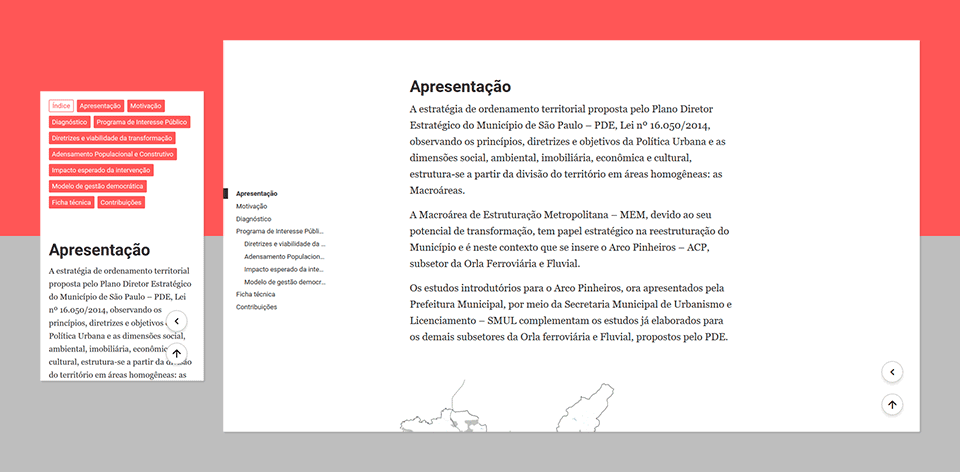 Índice Apresentação Motivação
Diagnóstico Programa de Interesse Público
Diretrizes e viabilidade da transformação
Adensamento Populacional e Construtivo
Impacto esperado da intervenção
Modelo de gestão democrática
Ficha técnica Contribuições
Apresentação
A estratégia de ordenamento territorial
proposta pelo Plano Diretor Estratégico
do Município de São Paulo – PDE, Lei
nº 16.050/2014, observando os
princípios, diretrizes e objetivos
Política Urbana e as dimensões social,
ambiental, imobiliária, econômic
cultural, estrutura-se a partir da divisão
do território em áreas homogêneas: as
Apresentação
Motivação
Diagnóstico
Programa de Interesse Públi...
Diretrizes e viabilidade da ...
Adensamento Populacion...
Impacto esperado da inte...
Modelo de gestão democr...
Ficha técnica
Contribuições
Apresentação
A estratégia de ordenamento territorial proposta pelo Plano Diretor
Estratégico do Município de São Paulo – PDE, Lei nº 16.050/2014,
observando os princípios, diretrizes e objetivos da Política Urbana e as
dimensões social, ambiental, imobiliária, econômica e cultural,
estrutura-se a partir da divisão do território em áreas homogêneas: as
Macroáreas.
A Macroárea de Estruturação Metropolitana – MEM, devido ao seu
potencial de transformação, tem papel estratégico na reestruturação do
Município e é neste contexto que se insere o Arco Pinheiros – ACP,
subsetor da Orla Ferroviária e Fluvial.
Os estudos introdutórios para o Arco Pinheiros, ora apresentados pela
Prefeitura Municipal, por meio da Secretaria Municipal de Urbanismo e
Licenciamento – SMUL complementam os estudos já elaborados para
os demais subsetores da Orla ferroviária e Fluvial, propostos pelo PDE.